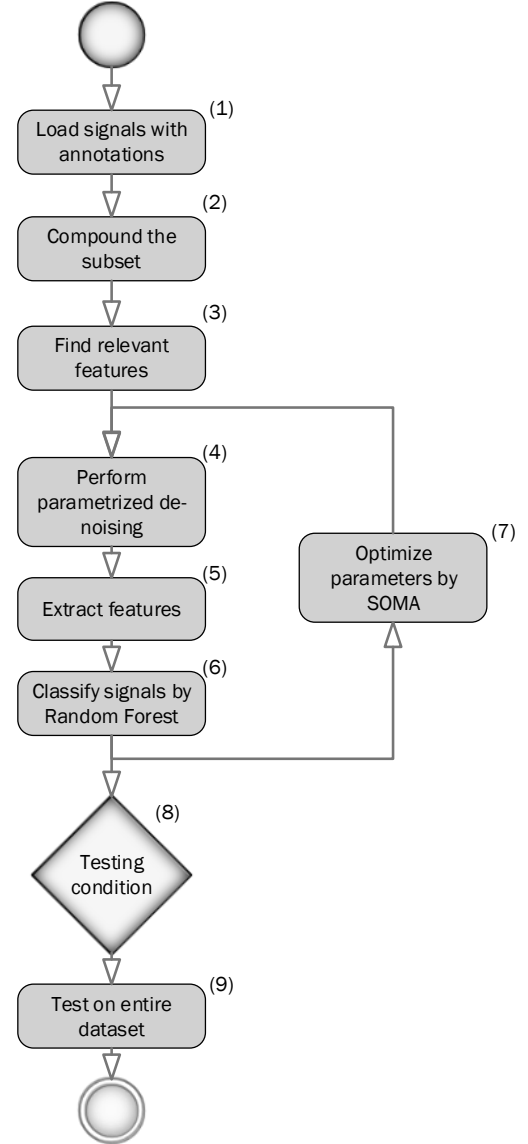 (1)
Load signals with
annotations
(2)
Compound the
subset
(3)
Find relevant
features
(4)
Perform
parametrized de-
noising
(5)
Extract features
(6)
Classify signals by
Random Forest
(7)
Optimize
parameters by
SOMA
(8)
Testing
condition
(9)
Test on entire
dataset